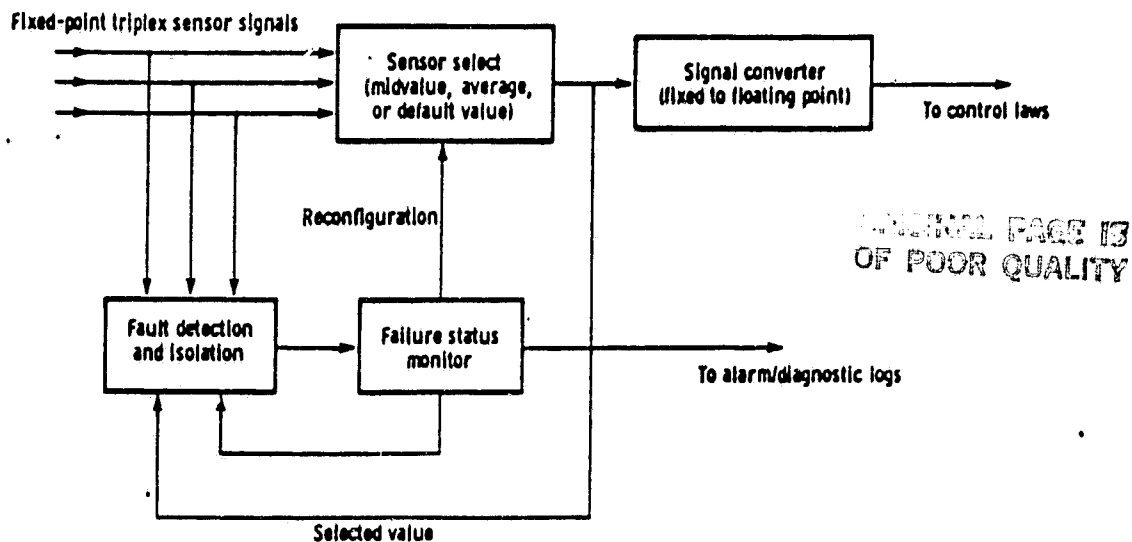 Fixed-point triplex sensor signals
Sensor select
(midvalue, average,
or default value)
Signal converter
(fixed to floating point)
To control laws
Reconfiguration
PAGE IS
OF POOR QUALITY
Fault detection
and isolation
Failure status
monitor
To alarm/diagnostic logs
Selected value